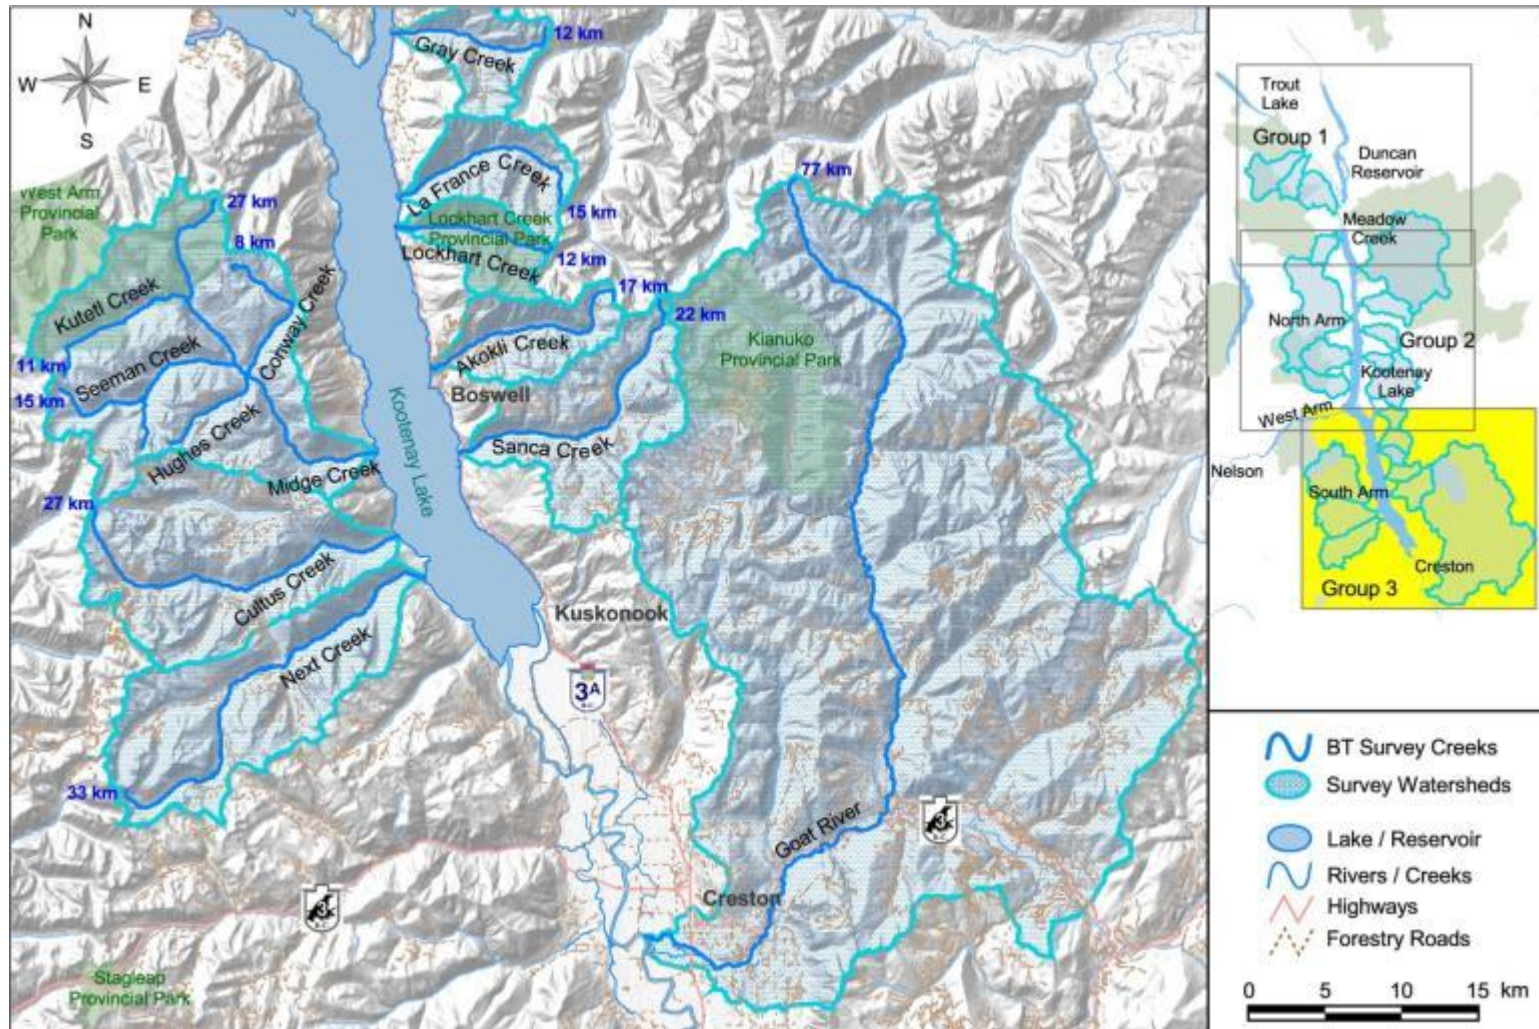 N
W
E
S
12 km
Gray Creek
La France Creek
15 km
Lockhart Creek
Provincial Park
12 km
Lockhart Creek
West Arm
Provincial
Park
27 km
8 km
Conway Creek
Kutetl Creek
11 km
Seeman Creek
15 km
Hughes Creek
Midge Creek
27 km
Cultus Creek
Next Creek
33 km
Kootenay Lake
17 km
22 km
Akokli Creek
Boswell
Sanca Creek
77 km
Kianuko
Provincial Park
Kuskonook
3A
B.C.
Goat River
3
B.C.
Creston
3
B.C.
Stagleap
Provincial Park
Trout
Lake
Group 1
Duncan
Reservoir
Meadow
Creek
North Arm
Group 2
Kootenay
Lake
West Arm
Nelson
South Arm
Creston
Group 3
BT Survey Creeks
Survey Watersheds
Lake / Reservoir
Rivers / Creeks
Highways
Forestry Roads
0 5 10 15 km